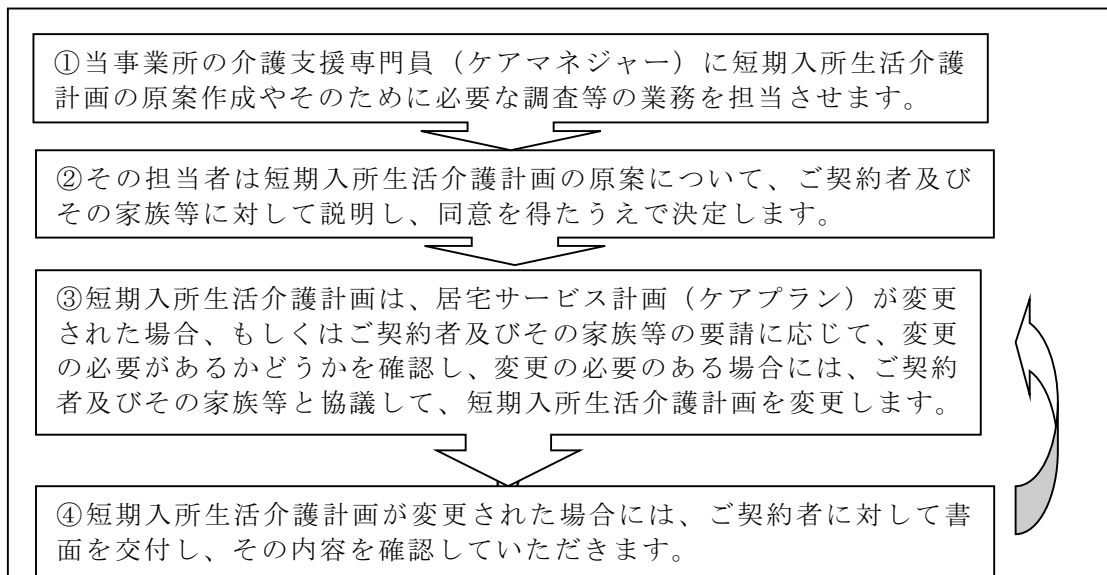 ①当事業所の介護支援専門員（ケアマネジャー）に短期入所生活介護
計画の原案作成やそのために必要な調査等の業務を担当させます。
②その担当者は短期入所生活介護計画の原案について、ご契約者及び
その家族等に対して説明し、同意を得たうえで決定します。
③短期入所生活介護計画は、居宅サービス計画（ケアプラン）が変更
された場合、もしくはご契約者及びその家族等の要請に応じて、変更
の必要があるかどうかを確認し、変更の必要のある場合には、ご契約
者及びその家族等と協議して、短期入所生活介護計画を変更します。
④短期入所生活介護計画が変更された場合には、ご契約者に対して書
面を交付し、その内容を確認していただきます。